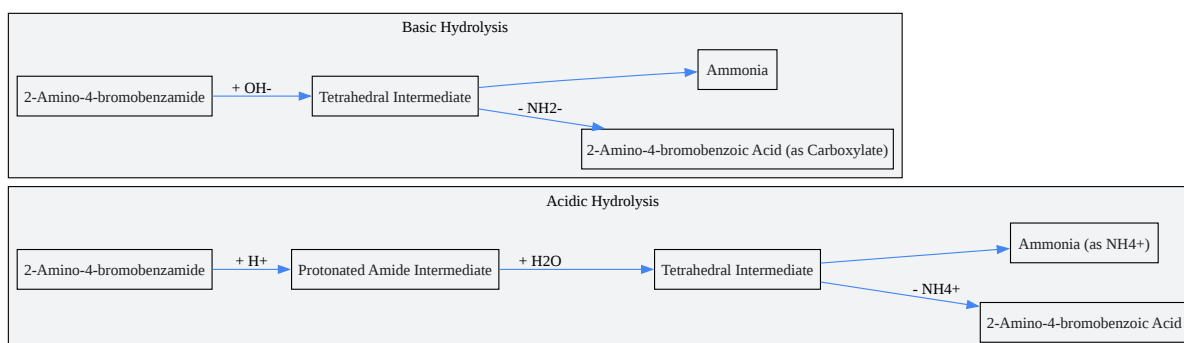 Basic Hydrolysis
2-Amino-4-bromobenzamide
+ OH-
Tetrahedral Intermediate
Ammonia
- NH2-
2-Amino-4-bromobenzoic Acid (as Carboxylate)
Acidic Hydrolysis
2-Amino-4-bromobenzamide
+ H+
Protonated Amide Intermediate
+ H2O
Tetrahedral Intermediate
Ammonia (as NH4+)
- NH4+
2-Amino-4-bromobenzoic Acid